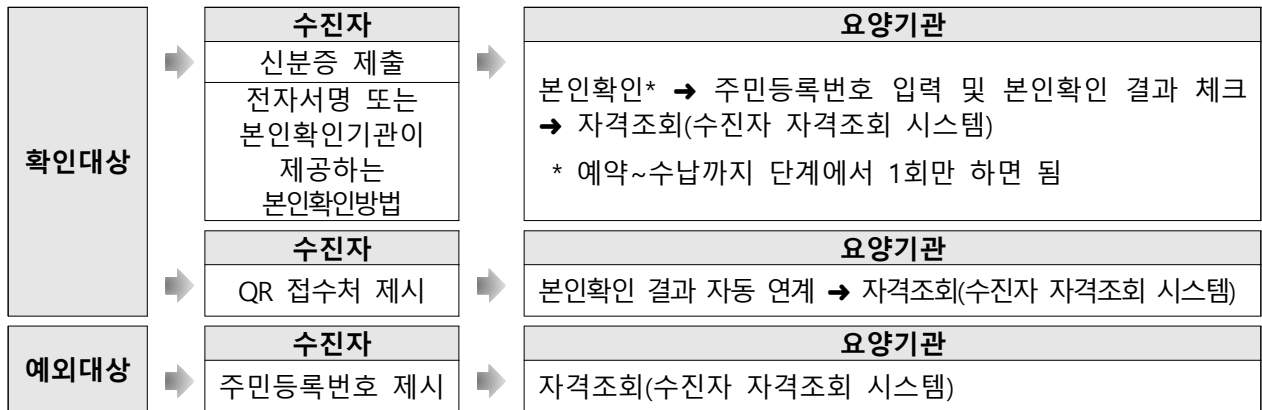 확인대상
수진자
신분증 제출
전자서명 또는
본인확인기관이
제공하는
본인확인방법
요양기관
본인확인* ➜ 주민등록번호 입력 및 본인확인 결과 체크
➜ 자격조회(수진자 자격조회 시스템)
* 예약~수납까지 단계에서 1회만 하면 됨
수진자
QR 접수처 제시
요양기관
본인확인 결과 자동 연계 ➜ 자격조회(수진자 자격조회 시스템)
예외대상
수진자
주민등록번호 제시
요양기관
자격조회(수진자 자격조회 시스템)